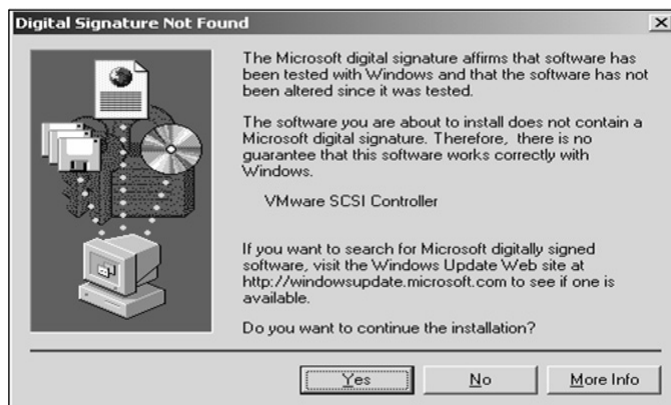 Digital Signature Not Found
The Microsoft digital signature affirms that software has
been tested with Windows and that the software has not
been altered since it was tested.
The software you are about to install does not contain a
Microsoft digital signature. Therefore, there is no
guarantee that this software works correctly with
Windows.
VMware SCSI Controller
If you want to search for Microsoft digitally signed
software, visit the Windows Update Web site at
http://windowsupdate.microsoft.com to see if one is
available.
Do you want to continue the installation?
Yes No More Info